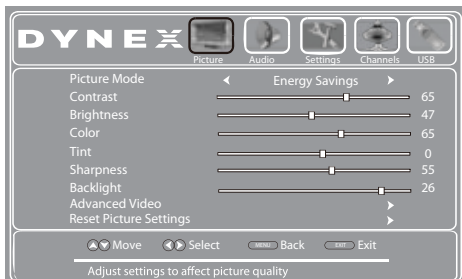 DYNEX
Picture Audio Settings Channels USB
Picture Mode Energy Savings
Contrast 65
Brightness 47
Color 65
Tint 0
Sharpness 55
Backlight 26
Advanced Video
Reset Picture Settings
Move Select MENU Back EXIT Exit
Adjust settings to affect picture quality